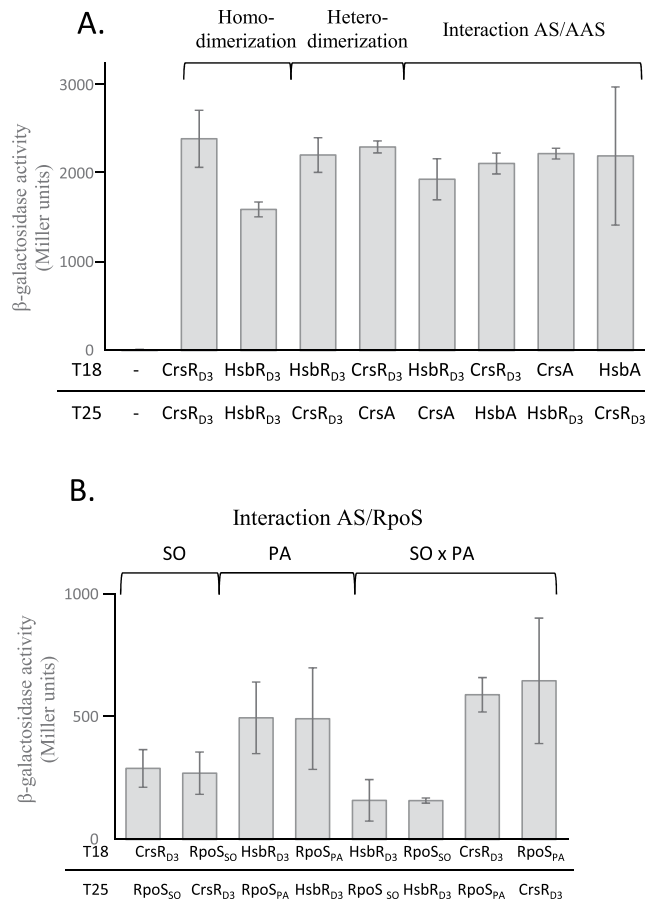 A.
Homo-
dimerization
Hetero-
dimerization
Interaction AS/AAS
β-galactosidase activity
(Miller units)
3000
2000
1000
0
T18 - CrsRD3 HsbRD3 HsbRD3 CrsRD3 HsbRD3 CrsRD3 CrsA HsbA
T25 - CrsRD3 HsbRD3 CrsRD3 CrsA CrsA HsbA HsbRD3 CrsRD3
B.
Interaction AS/RpoS
SO PA SO x PA
β-galactosidase activity
(Miller units)
1000
500
0
T18 CrsRD3 RpoSSO HsbRD3 RpoSPA HsbRD3 RpoSSO CrsRD3 RpoSPA
T25 RpoSSO CrsRD3 RpoSPA HsbRD3 RpoS SO HsbRD3 RpoSPA CrsRD3